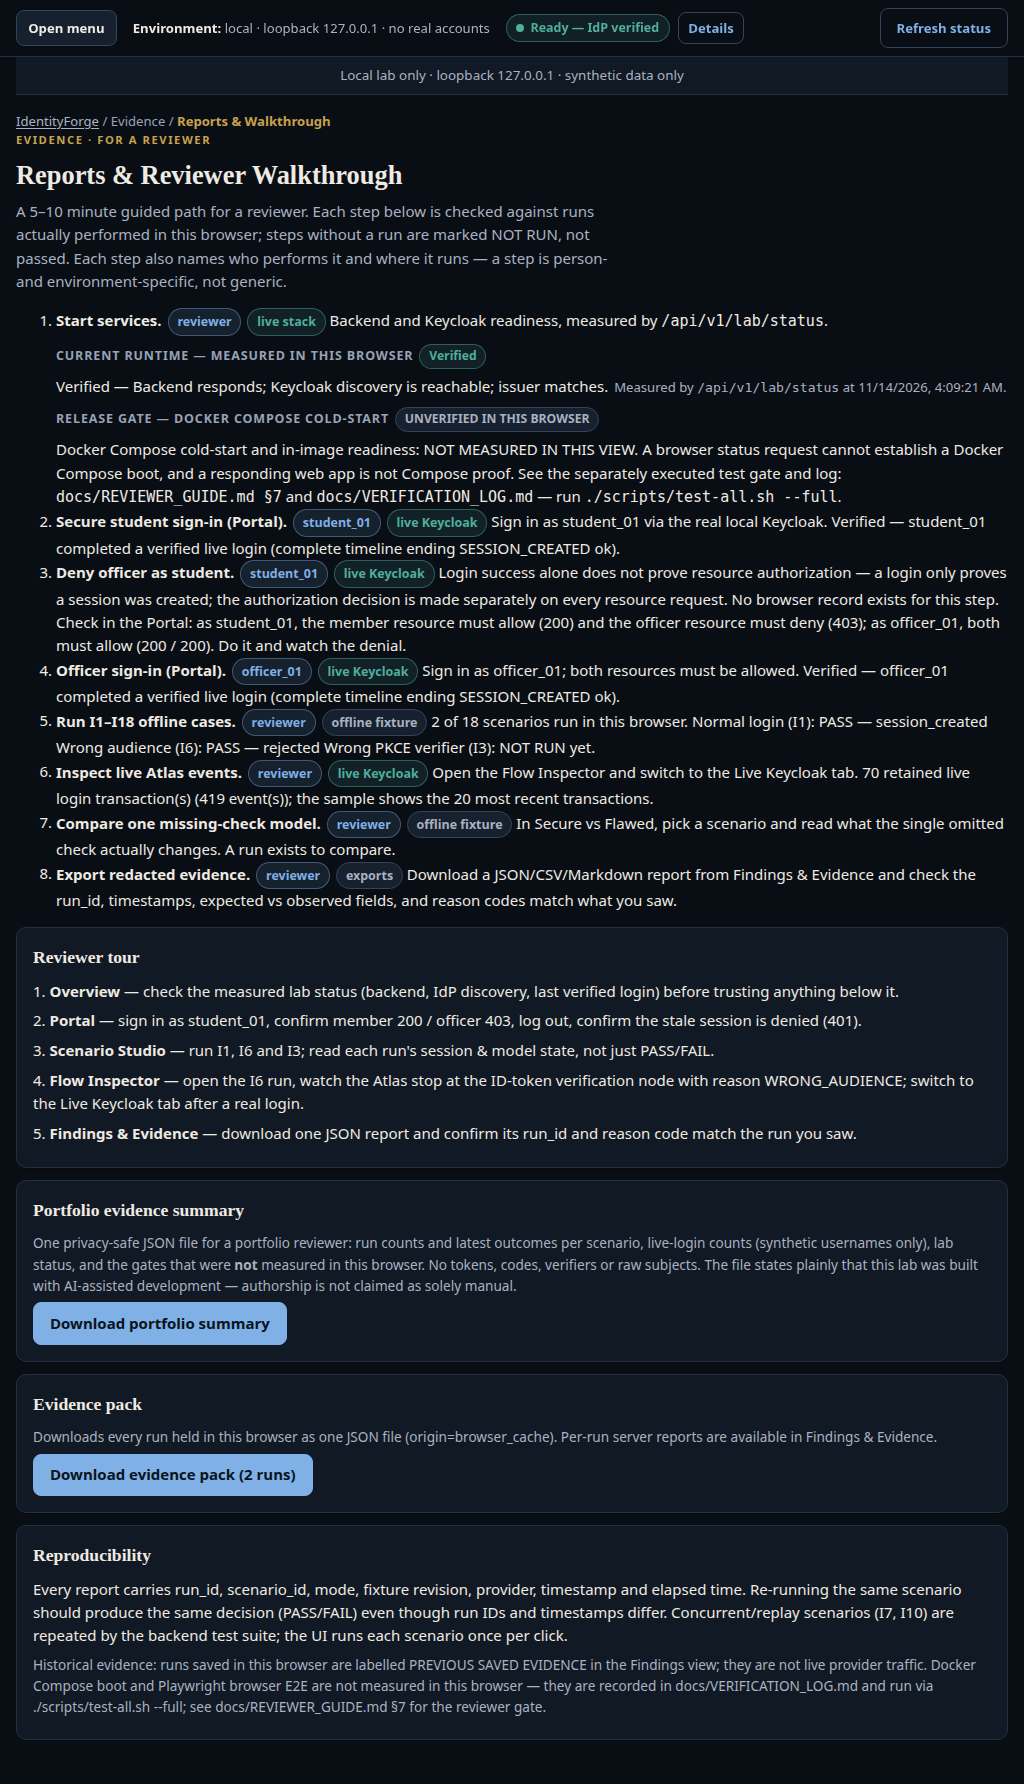 Open menu
Environment: local · loopback 127.0.0.1 · no real accounts
Ready — IdP verified
Details
Refresh status
Local lab only · loopback 127.0.0.1 · synthetic data only
IdentityForge / Evidence / Reports & Walkthrough
EVIDENCE · FOR A REVIEWER
Reports & Reviewer Walkthrough
A 5–10 minute guided path for a reviewer. Each step below is checked against runs
actually performed in this browser; steps without a run are marked NOT RUN, not
passed. Each step also names who performs it and where it runs — a step is person-
and environment-specific, not generic.
1. Start services. reviewer live stack Backend and Keycloak readiness, measured by /api/v1/lab/status.
CURRENT RUNTIME — MEASURED IN THIS BROWSER Verified
Verified — Backend responds; Keycloak discovery is reachable; issuer matches. Measured by /api/v1/lab/status at 11/14/2026, 4:09:21 AM.
RELEASE GATE — DOCKER COMPOSE COLD-START UNVERIFIED IN THIS BROWSER
Docker Compose cold-start and in-image readiness: NOT MEASURED IN THIS VIEW. A browser status request cannot establish a Docker
Compose boot, and a responding web app is not Compose proof. See the separately executed test gate and log:
docs/REVIEWER_GUIDE.md §7 and docs/VERIFICATION_LOG.md — run ./scripts/test-all.sh --full.
2. Secure student sign-in (Portal). student_01 live Keycloak Sign in as student_01 via the real local Keycloak. Verified — student_01
completed a verified live login (complete timeline ending SESSION_CREATED ok).
3. Deny officer as student. student_01 live Keycloak Login success alone does not prove resource authorization — a login only proves
a session was created; the authorization decision is made separately on every resource request. No browser record exists for this step.
Check in the Portal: as student_01, the member resource must allow (200) and the officer resource must deny (403); as officer_01, both
must allow (200 / 200). Do it and watch the denial.
4. Officer sign-in (Portal). officer_01 live Keycloak Sign in as officer_01; both resources must be allowed. Verified — officer_01
completed a verified live login (complete timeline ending SESSION_CREATED ok).
5. Run I1–I18 offline cases. reviewer offline fixture 2 of 18 scenarios run in this browser. Normal login (I1): PASS — session_created
Wrong audience (I6): PASS — rejected Wrong PKCE verifier (I3): NOT RUN yet.
6. Inspect live Atlas events. reviewer live Keycloak Open the Flow Inspector and switch to the Live Keycloak tab. 70 retained live
login transaction(s) (419 event(s)); the sample shows the 20 most recent transactions.
7. Compare one missing-check model. reviewer offline fixture In Secure vs Flawed, pick a scenario and read what the single omitted
check actually changes. A run exists to compare.
8. Export redacted evidence. reviewer exports Download a JSON/CSV/Markdown report from Findings & Evidence and check the
run_id, timestamps, expected vs observed fields, and reason codes match what you saw.
Reviewer tour
1. Overview — check the measured lab status (backend, IdP discovery, last verified login) before trusting anything below it.
2. Portal — sign in as student_01, confirm member 200 / officer 403, log out, confirm the stale session is denied (401).
3. Scenario Studio — run I1, I6 and I3; read each run's session & model state, not just PASS/FAIL.
4. Flow Inspector — open the I6 run, watch the Atlas stop at the ID-token verification node with reason WRONG_AUDIENCE; switch to
the Live Keycloak tab after a real login.
5. Findings & Evidence — download one JSON report and confirm its run_id and reason code match the run you saw.
Portfolio evidence summary
One privacy-safe JSON file for a portfolio reviewer: run counts and latest outcomes per scenario, live-login counts (synthetic usernames only), lab
status, and the gates that were not measured in this browser. No tokens, codes, verifiers or raw subjects. The file states plainly that this lab was built
with AI-assisted development — authorship is not claimed as solely manual.
Download portfolio summary
Evidence pack
Downloads every run held in this browser as one JSON file (origin=browser_cache). Per-run server reports are available in Findings & Evidence.
Download evidence pack (2 runs)
Reproducibility
Every report carries run_id, scenario_id, mode, fixture revision, provider, timestamp and elapsed time. Re-running the same scenario
should produce the same decision (PASS/FAIL) even though run IDs and timestamps differ. Concurrent/replay scenarios (I7, I10) are
repeated by the backend test suite; the UI runs each scenario once per click.
Historical evidence: runs saved in this browser are labelled PREVIOUS SAVED EVIDENCE in the Findings view; they are not live provider traffic. Docker
Compose boot and Playwright browser E2E are not measured in this browser — they are recorded in docs/VERIFICATION_LOG.md and run via
./scripts/test-all.sh --full; see docs/REVIEWER_GUIDE.md §7 for the reviewer gate.